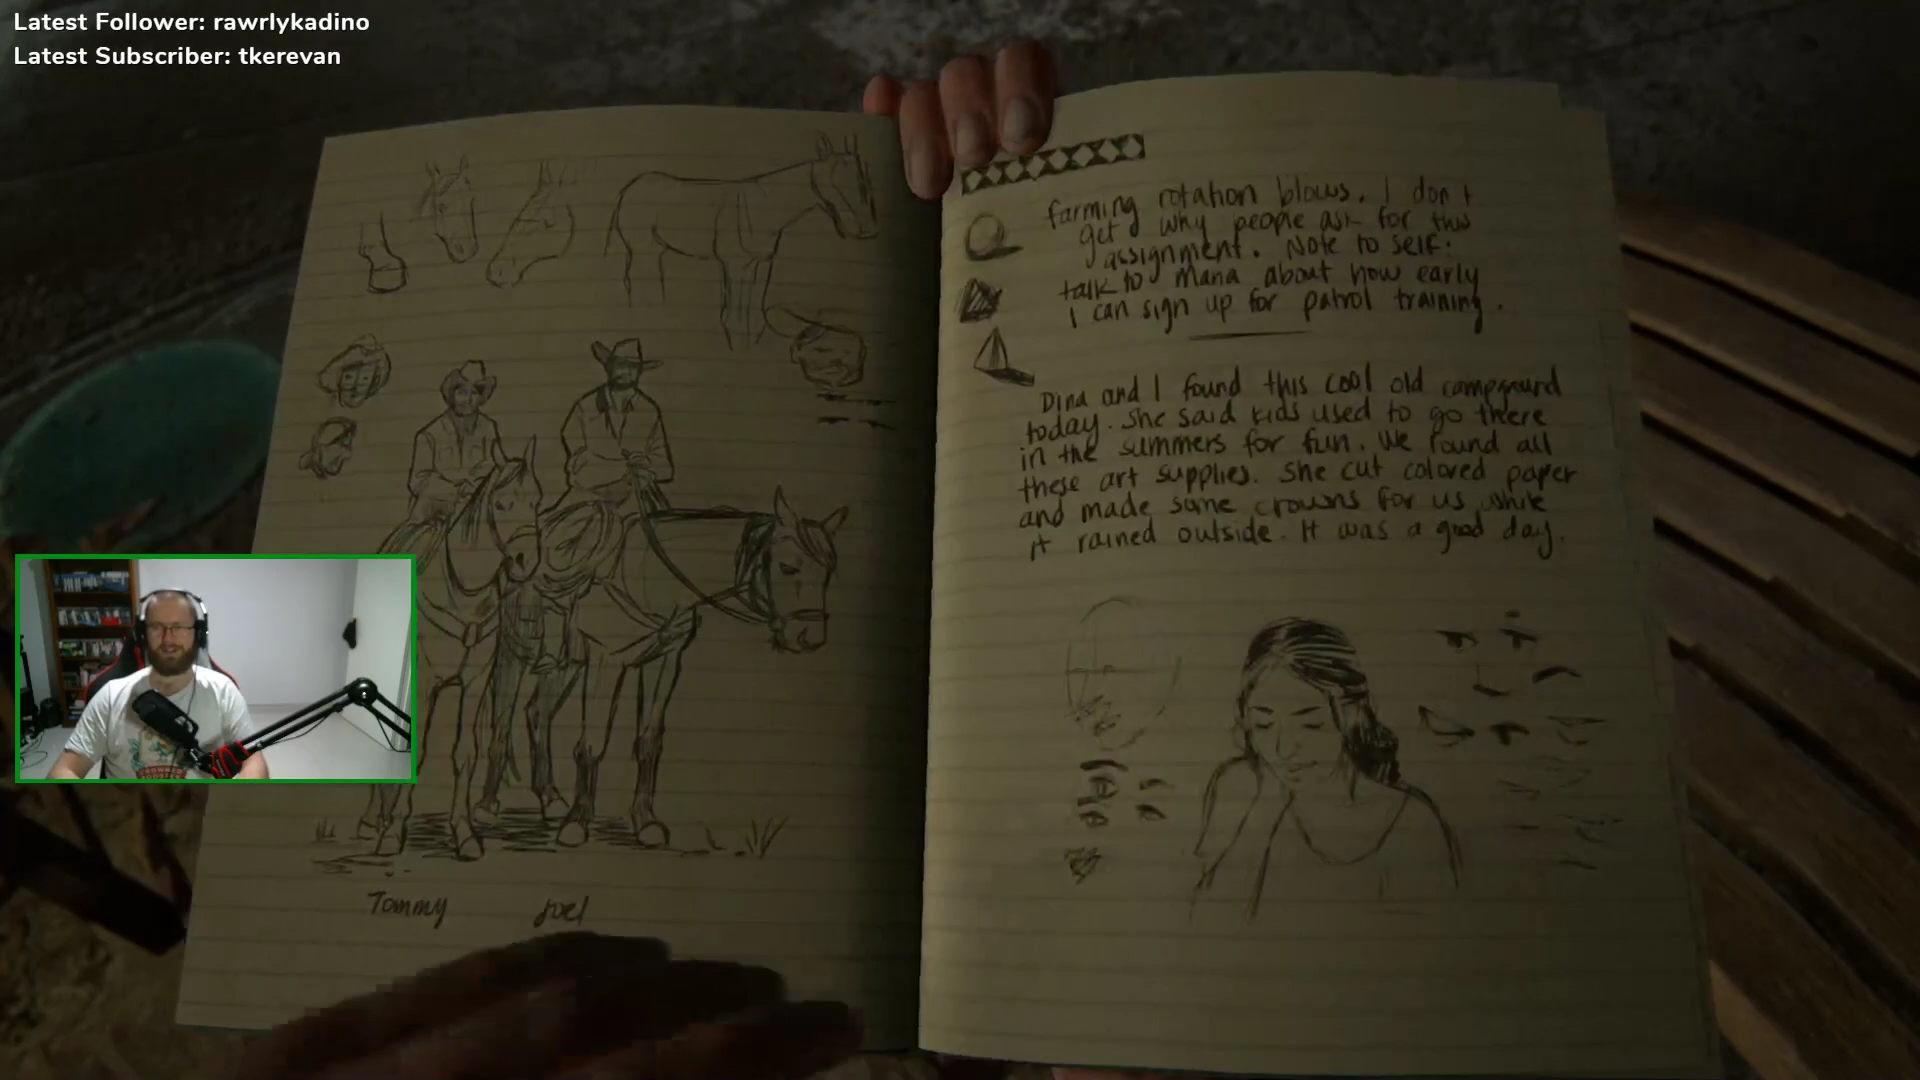 Latest Follower: rawrlykadino
Latest Subscriber: tkerevan
Tommy
Joel
farming rotation blows. I don't
get why people ask for this
assignment. Note to self:
talk to Maria about how early
I can sign up for patrol training.
Dina and I found this cool old campground
today. She said kids used to go there
in the summers for fun. We found all
these art supplies. She cut colored paper
and made some crowns for us while
it rained outside. It was a good day.